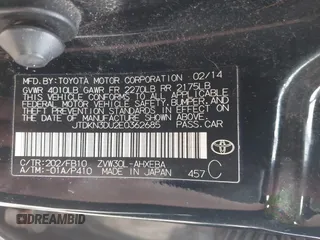 MFD. BY: TOYOTA MOTOR CORPORATION 02/14
GVWR 4010LB GAWR FR 2270LB RR 2175LB
THIS VEHICLE CONFORMS TO ALL APPLICABLE
FEDERAL MOTOR VEHICLE SAFETY, BUMPER, AND
THEFT PREVENTION STANDARDS IN EFFECT ON
THE DATE OF MANUFACTURE SHOWN ABOVE.
JTDKN3DU2E0362685
C/TR:202/FB10 ZVW30L-AHXEBA
A/TM:-01A/P410 MADE IN JAPAN 457 C
© DREAMBID
AUTOBIDCAR